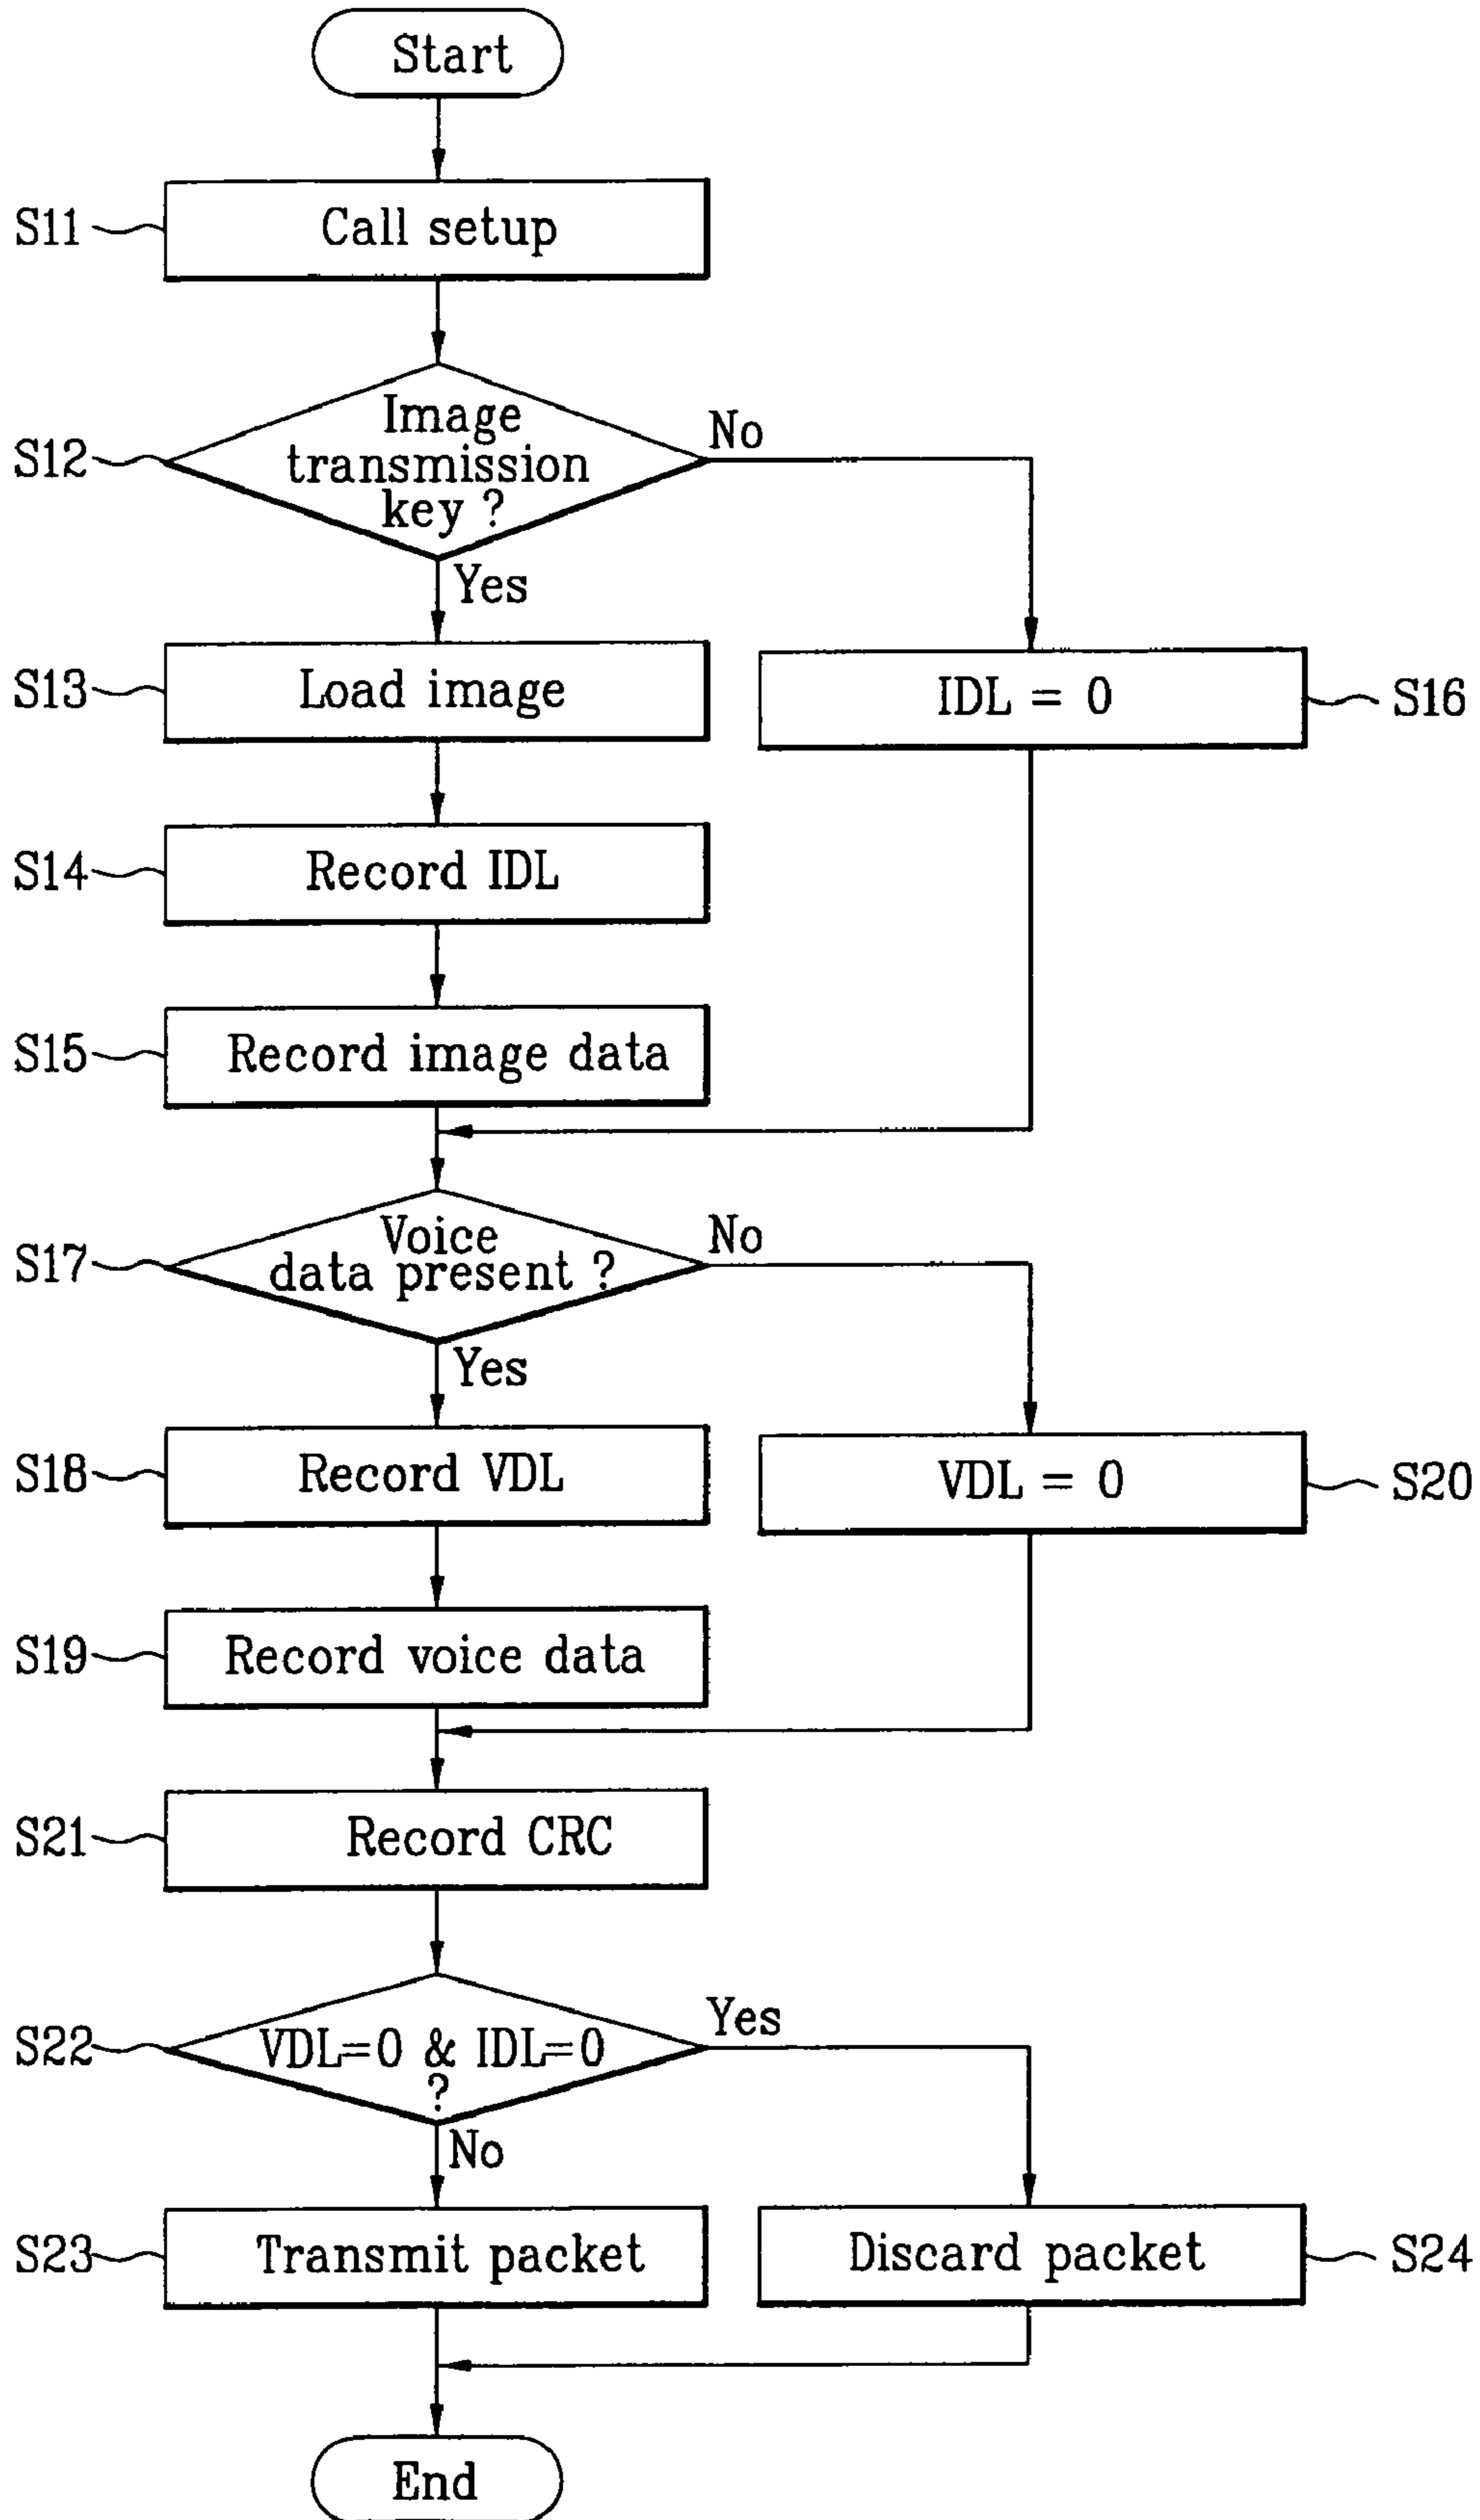 Start
S11
Call setup
S12
Image
transmission
key ?
No
Yes
S13
Load image
IDL = 0
S16
S14
Record IDL
S15
Record image data
S17
Voice
data present ?
No
Yes
S18
Record VDL
VDL = 0
S20
S19
Record voice data
S21
Record CRC
S22
VDL=0 & IDL=0
?
Yes
No
S23
Transmit packet
Discard packet
S24
End